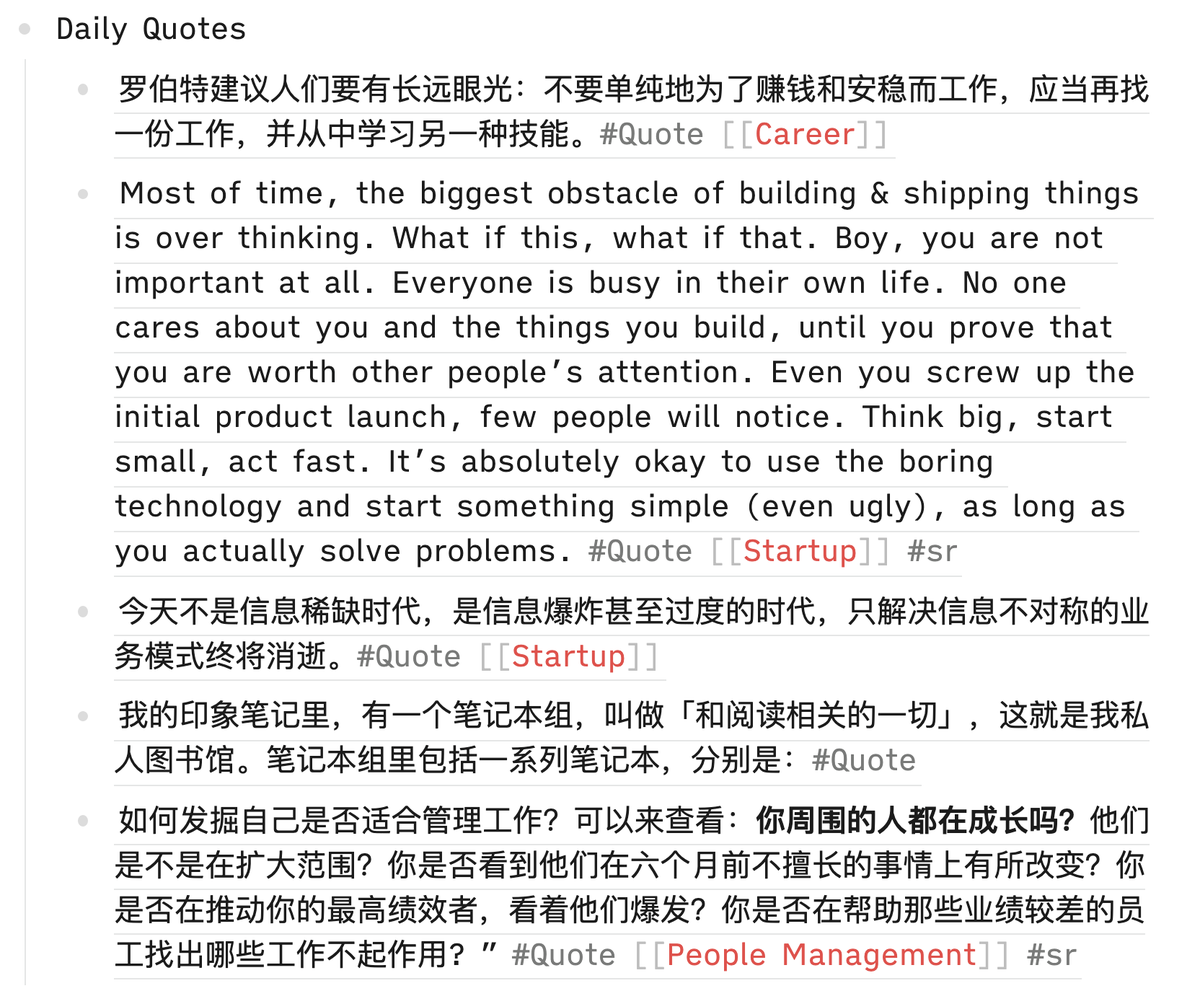 Daily Quotes
罗伯特建议人们要有长远眼光：不要单纯地为了赚钱和安稳而工作，应当再找
一份工作，并从中学习另一种技能。#Quote [[Career]]
Most of time, the biggest obstacle of building & shipping things
is over thinking. What if this, what if that. Boy, you are not
important at all. Everyone is busy in their own life. No one
cares about you and the things you build, until you prove that
you are worth other people’s attention. Even you screw up the
initial product launch, few people will notice. Think big, start
small, act fast. It’s absolutely okay to use the boring
technology and start something simple (even ugly), as long as
you actually solve problems. #Quote [[Startup]] #sr
今天不是信息稀缺时代，是信息爆炸甚至过度的时代，只解决信息不对称的业
务模式终将消逝。#Quote [[Startup]]
我的印象笔记里，有一个笔记本组，叫做「和阅读相关的一切」，这就是我私
人图书馆。笔记本组里包括一系列笔记本，分别是：#Quote
如何发掘自己是否适合管理工作？可以来查看：你周围的人都在成长吗？他们
是不是在扩大范围？你是否看到他们在六个月前不擅长的事情上有所改变？你
是否在推动你的最高绩效者，看着他们爆发？你是否在帮助那些业绩较差的员
工找出哪些工作不起作用？” #Quote [[People Management]] #sr